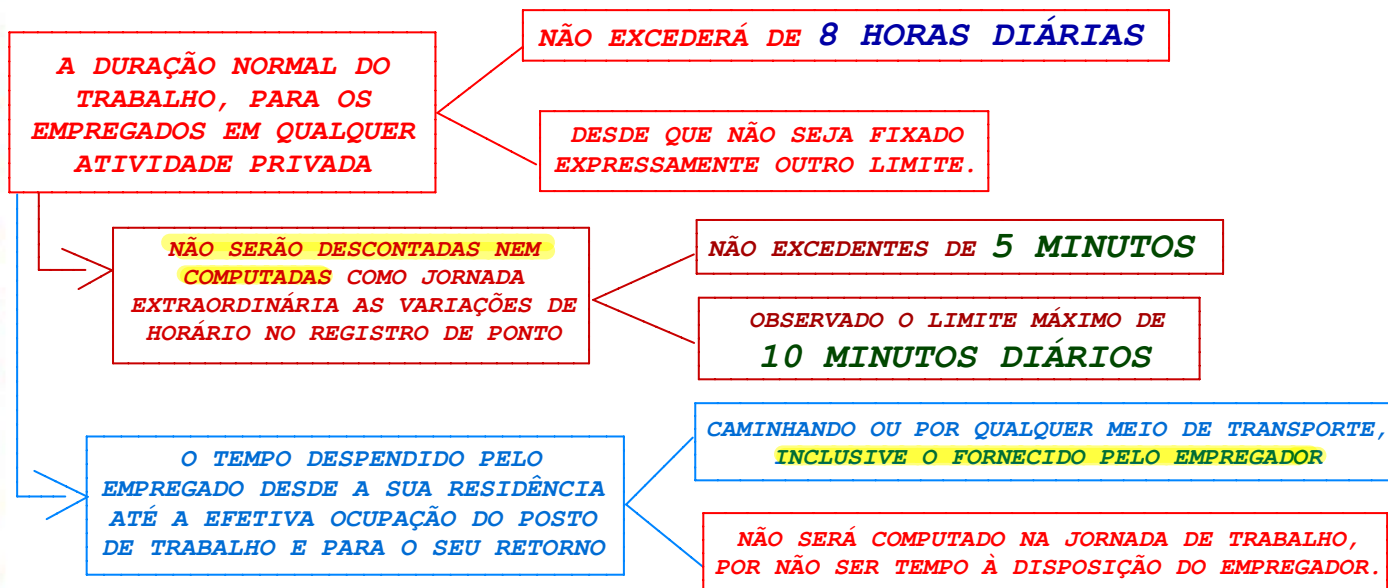 A DURAÇÃO NORMAL DO
TRABALHO, PARA OS
EMPREGADOS EM QUALQUER
ATIVIDADE PRIVADA
NÃO EXCEDERÁ DE 8 HORAS DIÁRIAS
DESDE QUE NÃO SEJA FIXADO
EXPRESSAMENTE OUTRO LIMITE.
NÃO SERÃO DESCONTADAS NEM
COMPUTADAS COMO JORNADA
EXTRAORDINÁRIA AS VARIAÇÕES DE
HORÁRIO NO REGISTRO DE PONTO
NÃO EXCEDENTES DE 5 MINUTOS
OBSERVADO O LIMITE MÁXIMO DE
10 MINUTOS DIÁRIOS
O TEMPO DESPENDIDO PELO
EMPREGADO DESDE A SUA RESIDÊNCIA
ATÉ A EFETIVA OCUPAÇÃO DO POSTO
DE TRABALHO E PARA O SEU RETORNO
CAMINHANDO OU POR QUALQUER MEIO DE TRANSPORTE,
INCLUSIVE O FORNECIDO PELO EMPREGADOR
NÃO SERÁ COMPUTADO NA JORNADA DE TRABALHO,
POR NÃO SER TEMPO À DISPOSIÇÃO DO EMPREGADOR.